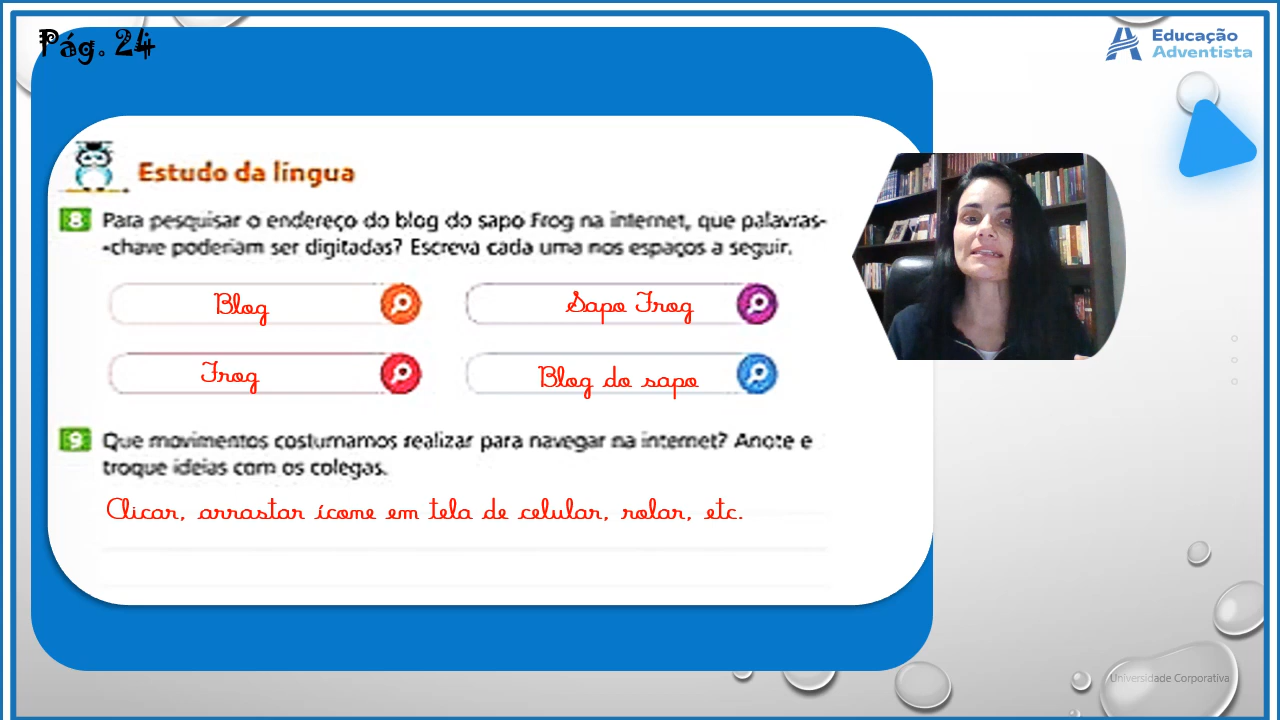 Pág. 24
Educação
Adventista
Estudo da língua
8 Para pesquisar o endereço do blog do sapo Frog na internet, que palavras-
-chave poderiam ser digitadas? Escreva cada uma nos espaços a seguir.
Blog
Sapo Frog
Frog
Blog do sapo
9 Que movimentos costumamos realizar para navegar na internet? Anote e
troque ideias com os colegas.
Clicar, arrastar ícone em tela de celular, rolar, etc.
Universidade Corporativa